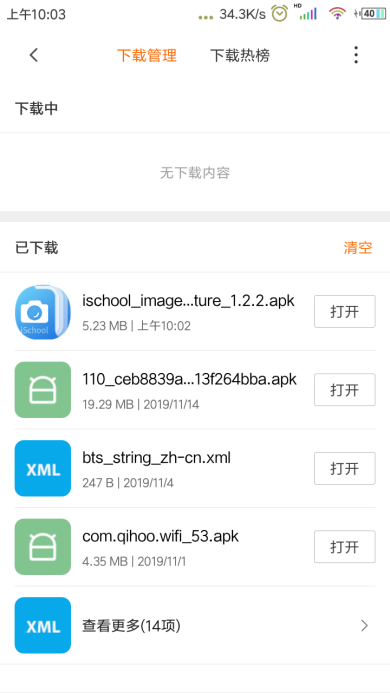 上午10:03
... 34.3K/s HD 40
下载管理 下载热榜
下载中
无下载内容
已下载 清空
iSchool
ischool_image...ture_1.2.2.apk
5.23 MB | 上午10:02
打开
110_ceb8839a...13f264bba.apk
19.29 MB | 2019/11/14
打开
XML
bts_string_zh-cn.xml
247 B | 2019/11/4
打开
com.qihoo.wifi_53.apk
4.35 MB | 2019/11/1
打开
XML
查看更多(14项)